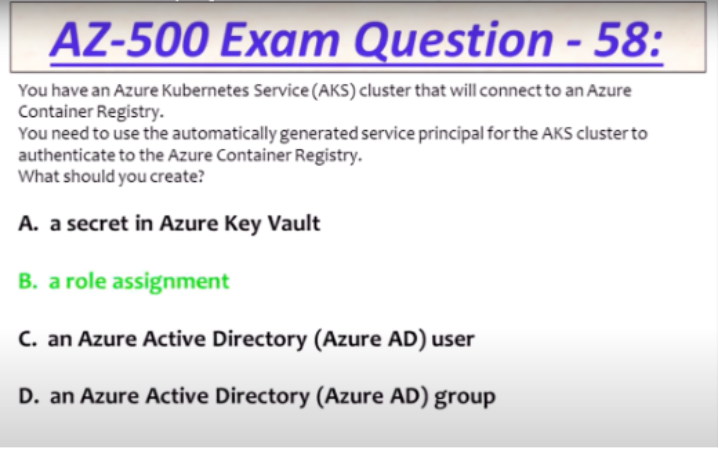 AZ-500 Exam Question - 58:
You have an Azure Kubernetes Service (AKS) cluster that will connect to an Azure
Container Registry.
You need to use the automatically generated service principal for the AKS cluster to
authenticate to the Azure Container Registry.
What should you create?
A. a secret in Azure Key Vault
B. a role assignment
C. an Azure Active Directory (Azure AD) user
D. an Azure Active Directory (Azure AD) group